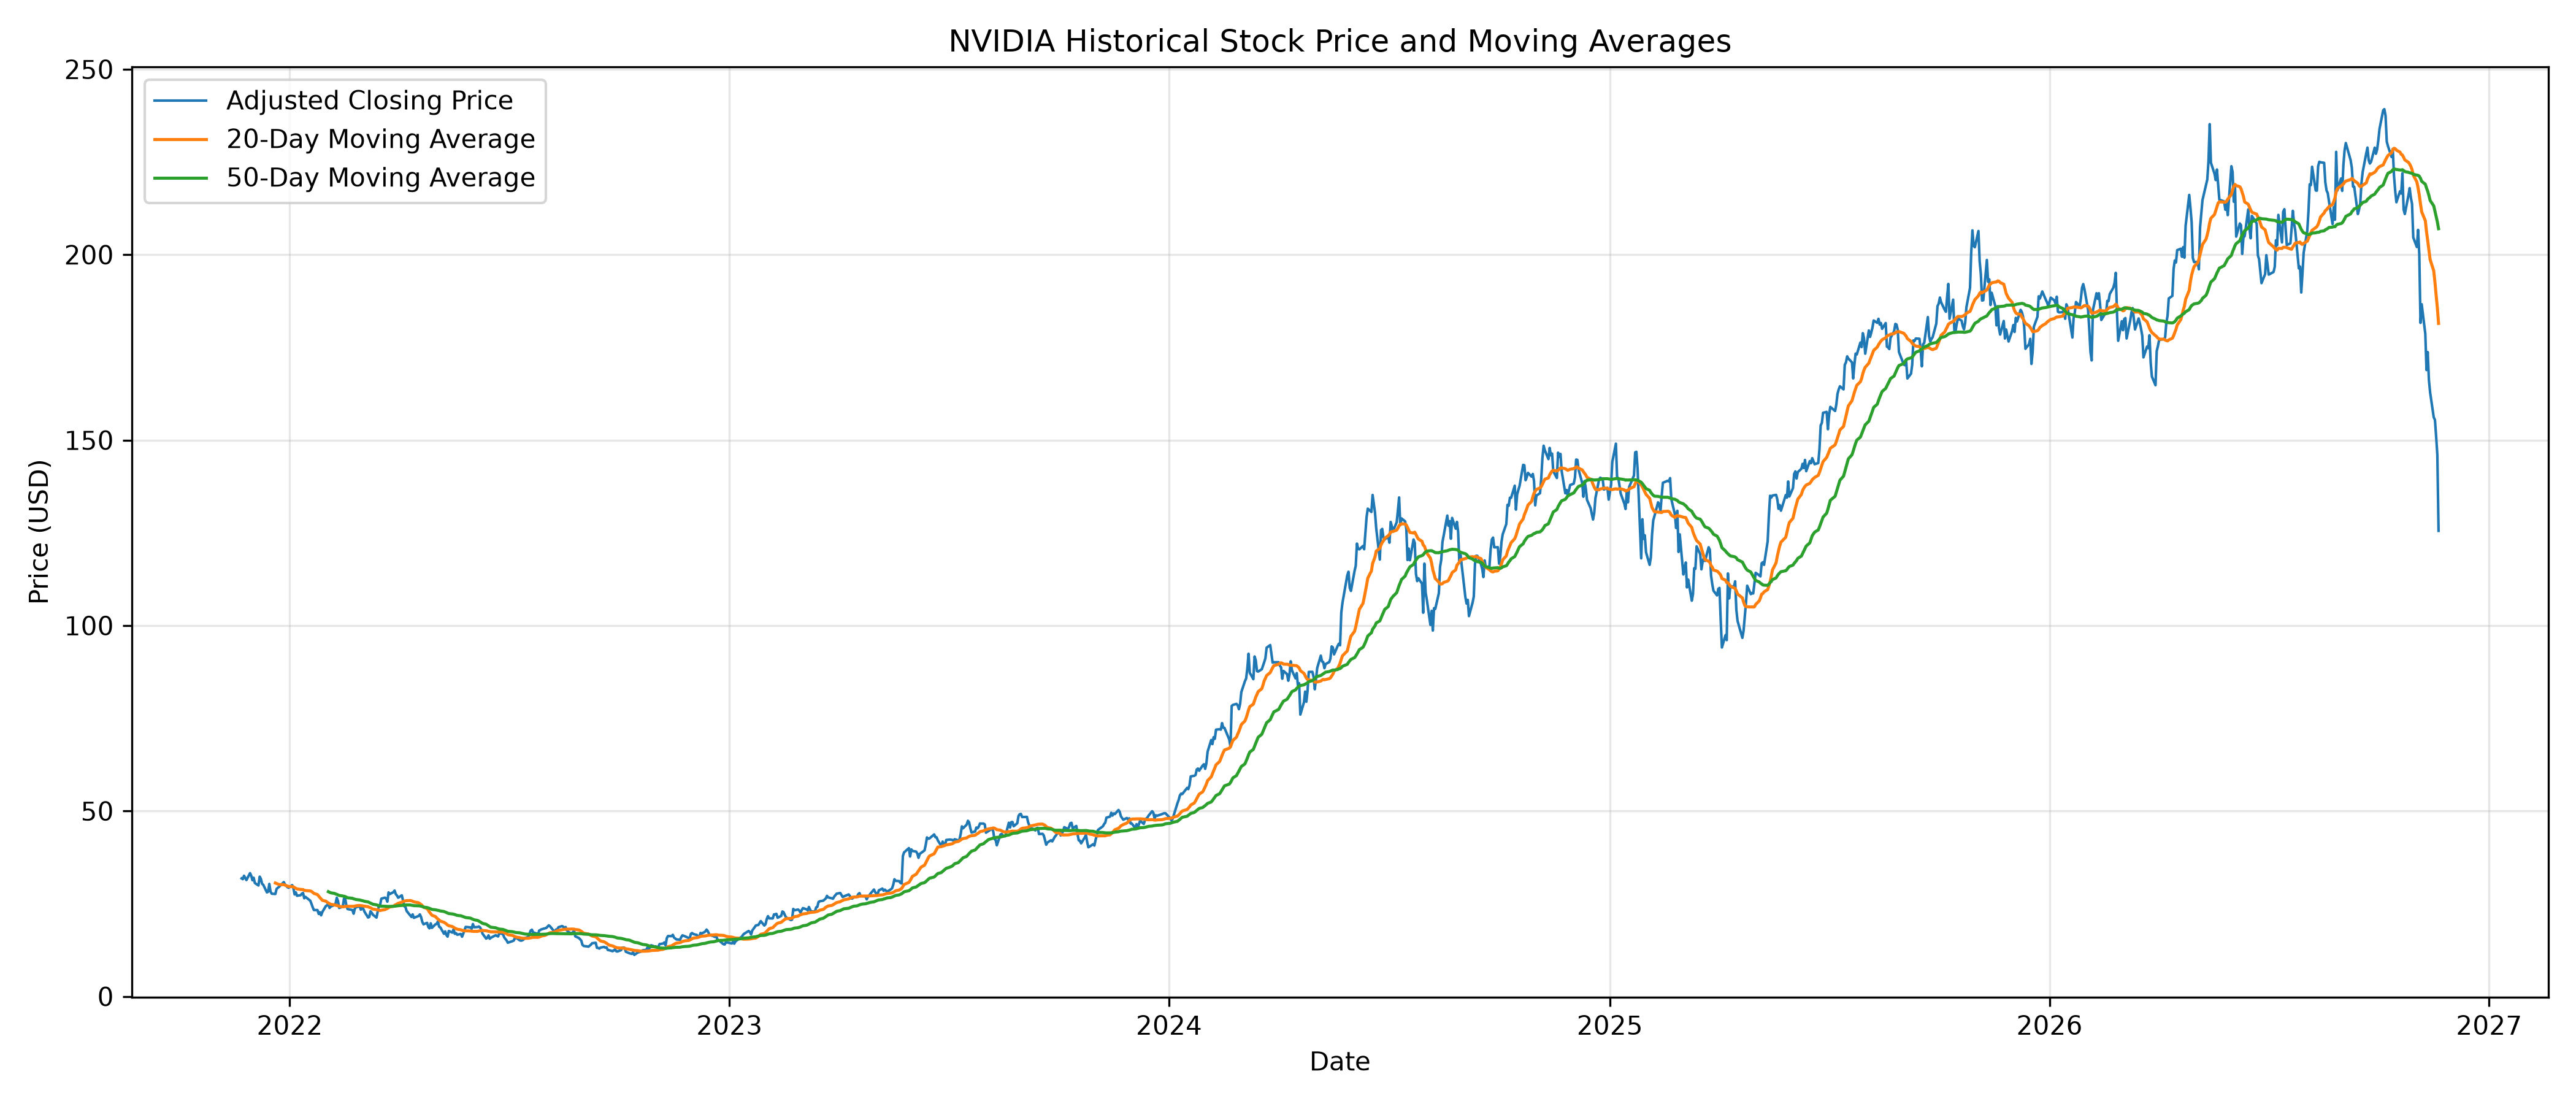 NVIDIA Historical Stock Price and Moving Averages
250
200
150
100
50
0
Price (USD)
Adjusted Closing Price
20-Day Moving Average
50-Day Moving Average
2022 2023 2024 2025 2026 2027
Date